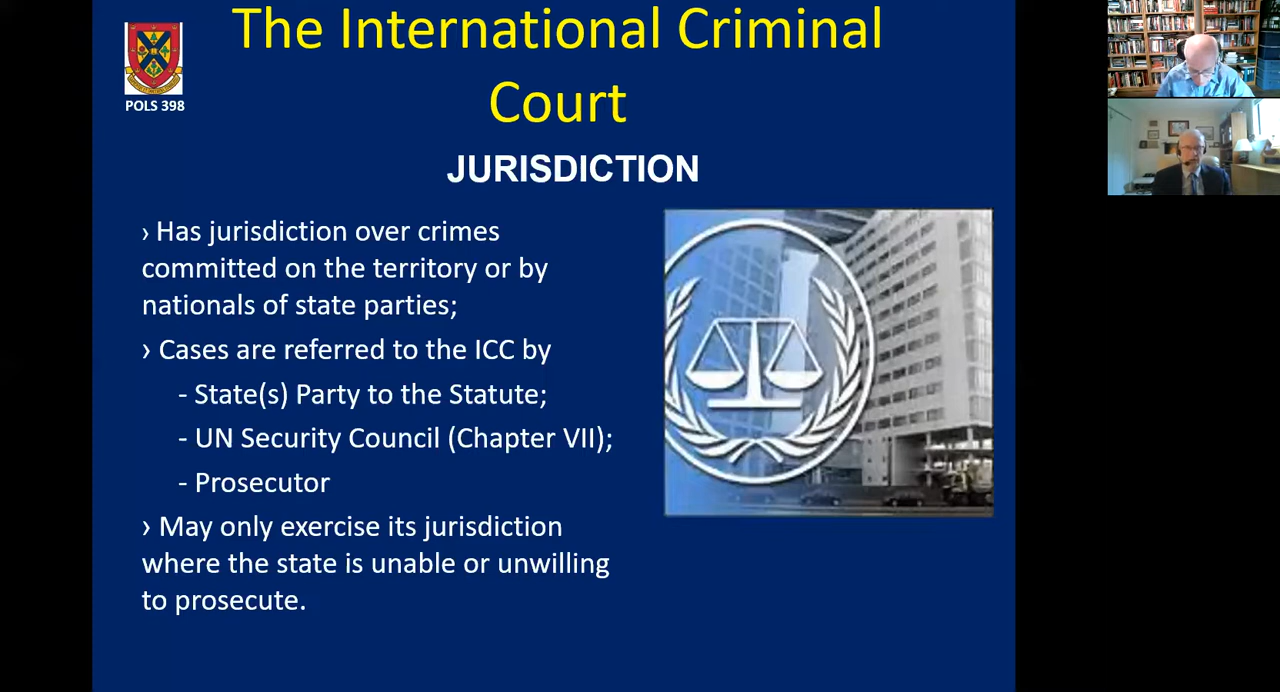 The International Criminal
Court
POLS 398
JURISDICTION
› Has jurisdiction over crimes
committed on the territory or by
nationals of state parties;
› Cases are referred to the ICC by
- State(s) Party to the Statute;
- UN Security Council (Chapter VII);
- Prosecutor
› May only exercise its jurisdiction
where the state is unable or unwilling
to prosecute.